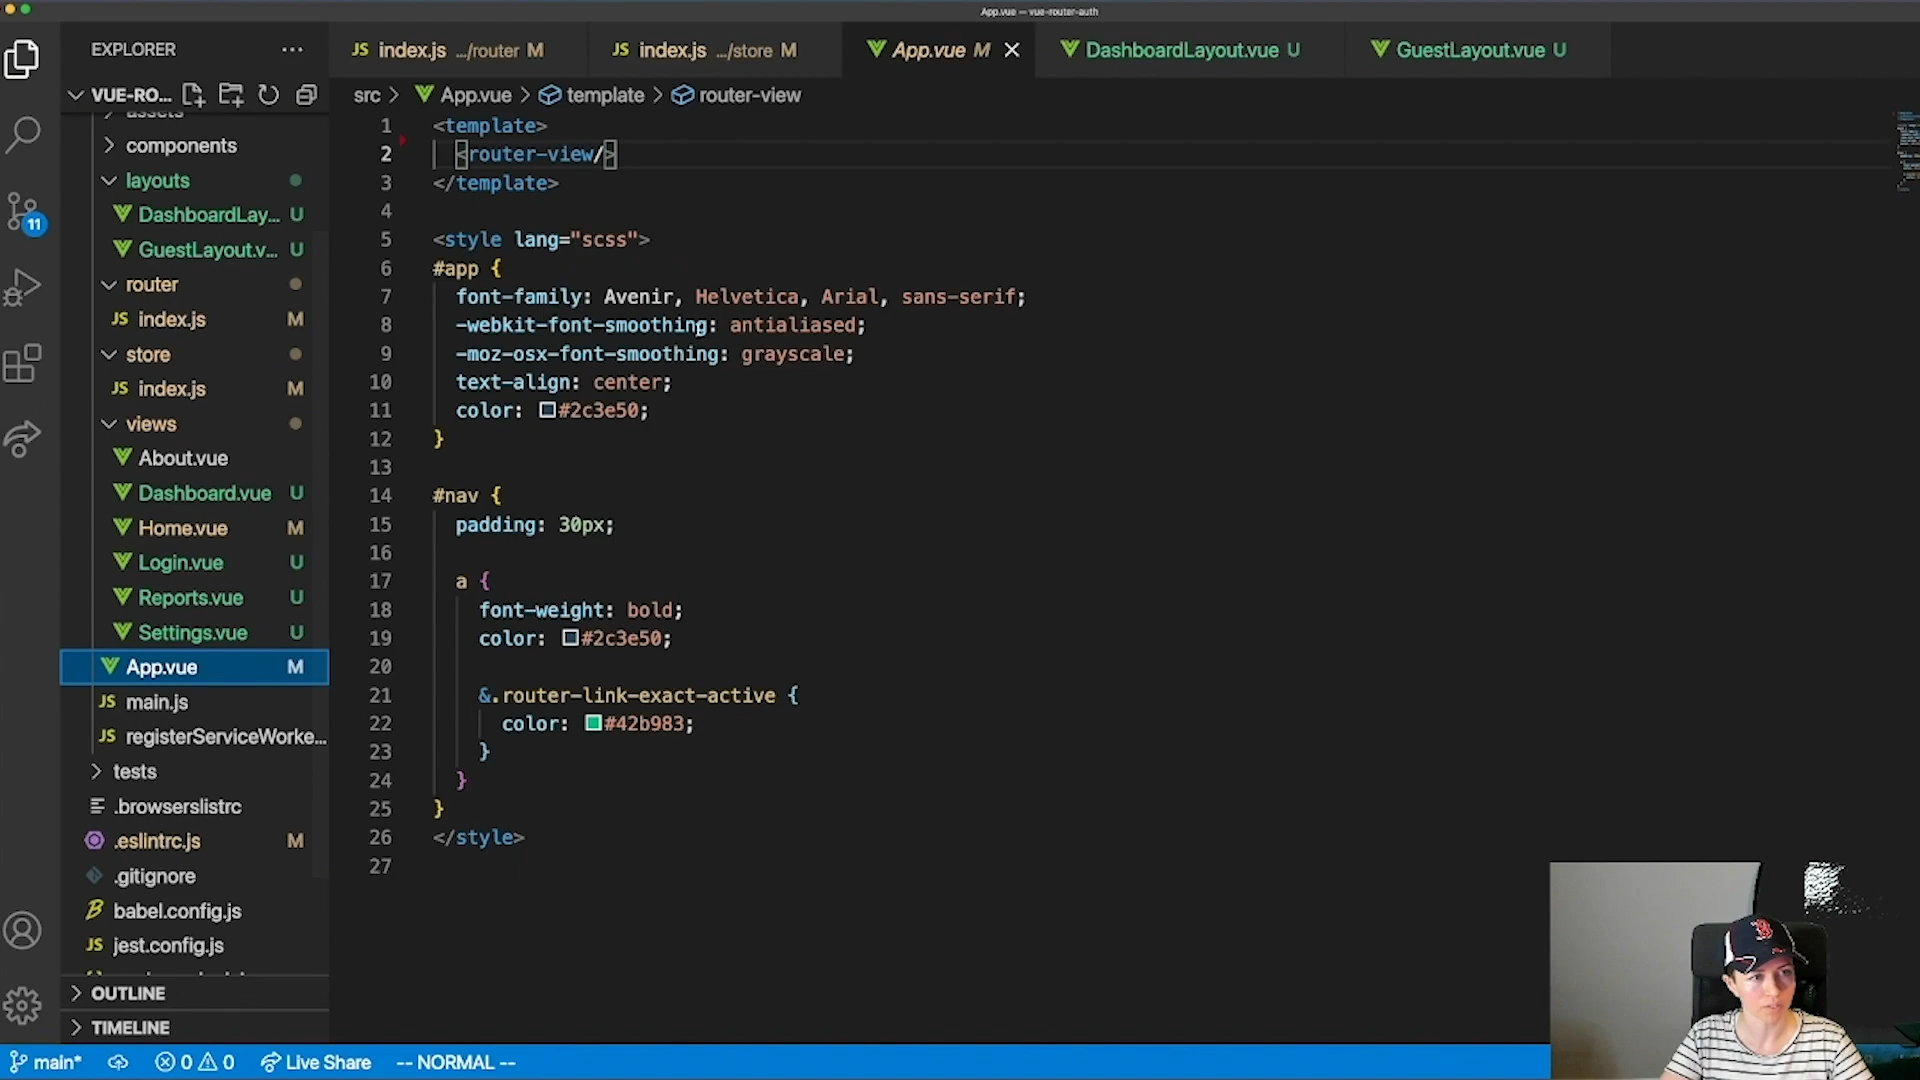 App.vue — vue-router-auth
EXPLORER ...
VUE-RO...
assets
components
layouts
DashboardLay... U
GuestLayout.v... U
router
JS index.js M
store
JS index.js M
views
About.vue
Dashboard.vue U
Home.vue M
Login.vue U
Reports.vue U
Settings.vue U
App.vue M
JS main.js
JS registerServiceWorke...
tests
.browserslistrc
.eslintrc.js M
.gitignore
babel.config.js
JS jest.config.js
OUTLINE
TIMELINE
11
JS index.js .../router M
JS index.js .../store M
App.vue M
DashboardLayout.vue U
GuestLayout.vue U
src > App.vue > template > router-view
1 <template>
2 <router-view/>
3 </template>
4
5 <style lang="scss">
6 #app {
7 font-family: Avenir, Helvetica, Arial, sans-serif;
8 -webkit-font-smoothing: antialiased;
9 -moz-osx-font-smoothing: grayscale;
10 text-align: center;
11 color: #2c3e50;
12 }
13
14 #nav {
15 padding: 30px;
16
17 a {
18 font-weight: bold;
19 color: #2c3e50;
20
21 &.router-link-exact-active {
22 color: #42b983;
23 }
24 }
25 }
26 </style>
27
main* 0 0 Live Share -- NORMAL --